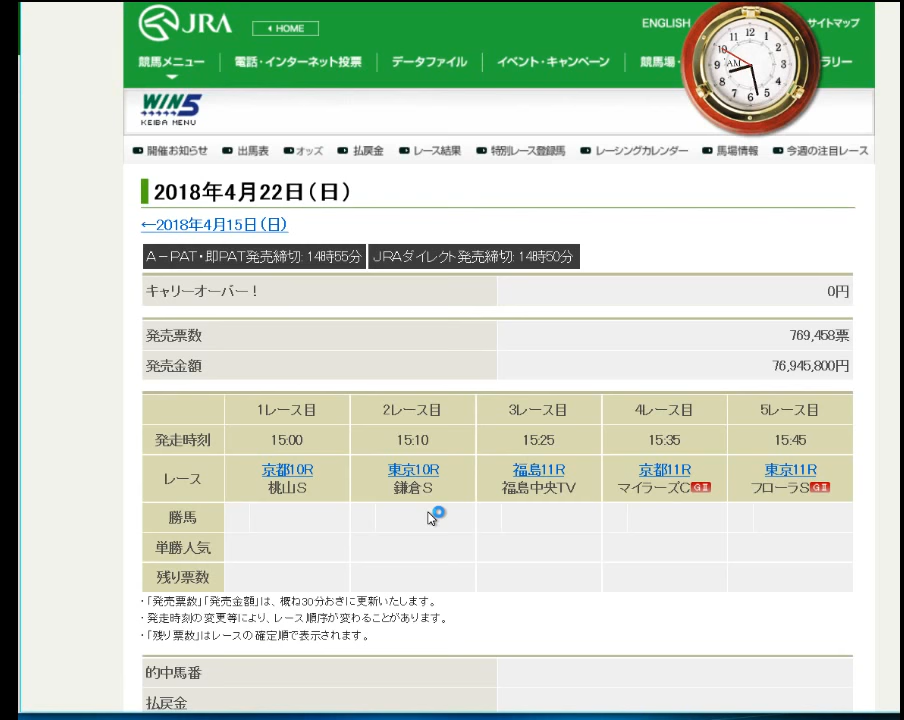 JRA
HOME
ENGLISH
サイトマップ
競馬メニュー
電話・インターネット投票
データファイル
イベント・キャンペーン
競馬場・
ラリー
12
1
2
3
5
6
7
8
9
10
11
AM
WIN5
KEIBA MENU
開催お知らせ
出馬表
オッズ
払戻金
レース結果
特別レース登録馬
レーシングカレンダー
馬場情報
今週の注目レース
2018年4月22日(日)
←2018年4月15日(日)
A－PAT・即PAT発売締切: 14時55分
JRAダイレクト発売締切: 14時50分
キャリーオーバー！ 0円
発売票数 769,458票
発売金額 76,945,800円
1レース目 2レース目 3レース目 4レース目 5レース目
発走時刻 15:00 15:10 15:25 15:35 15:45
レース
京都10R 東京10R 福島11R 京都11R 東京11R
桃山S 鎌倉S 福島中央TV マイラーズC GⅡ フローラS GⅡ
勝馬
単勝人気
残り票数
・「発売票数」「発売金額」は、概ね30分おきに更新いたします。
・発走時刻の変更等により、レース順序が変わることがあります。
・「残り票数」はレースの確定順で表示されます。
的中馬番
払戻金